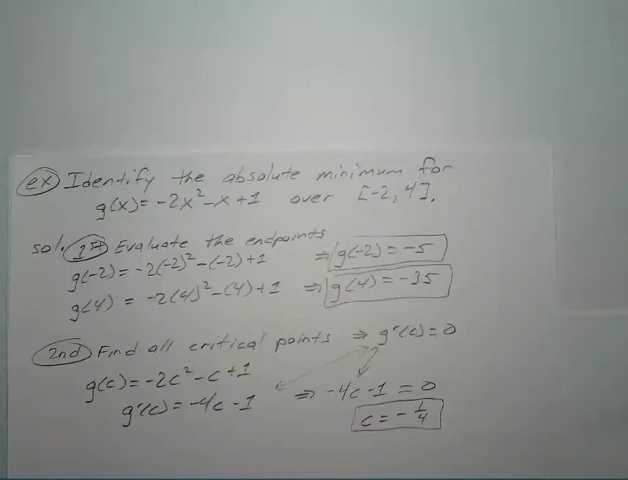 ex Identify the absolute minimum for
g(x) = -2x² - x + 1 over [-2, 4].
sol. 1st Evaluate the endpoints
g(-2) = -2(-2)² - (-2) + 1 ⇒ g(-2) = -5
g(4) = -2(4)² - (4) + 1 ⇒ g(4) = -35
2nd Find all critical points ⇒ g'(c) = 0
g(c) = -2c² - c + 1
g'(c) = -4c - 1 ⇒ -4c - 1 = 0
c = -1/4